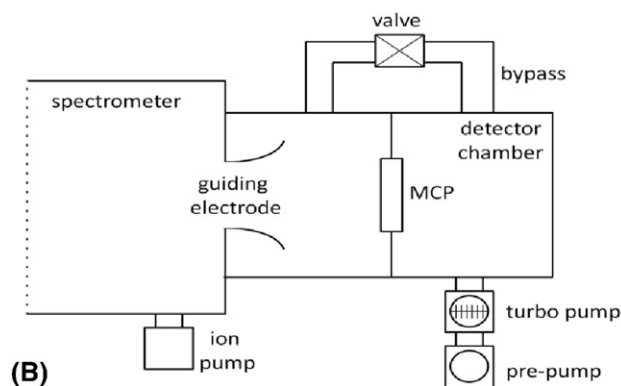 valve
bypass
spectrometer
detector
chamber
guiding
electrode
MCP
turbo pump
ion
pump
pre-pump
(B)